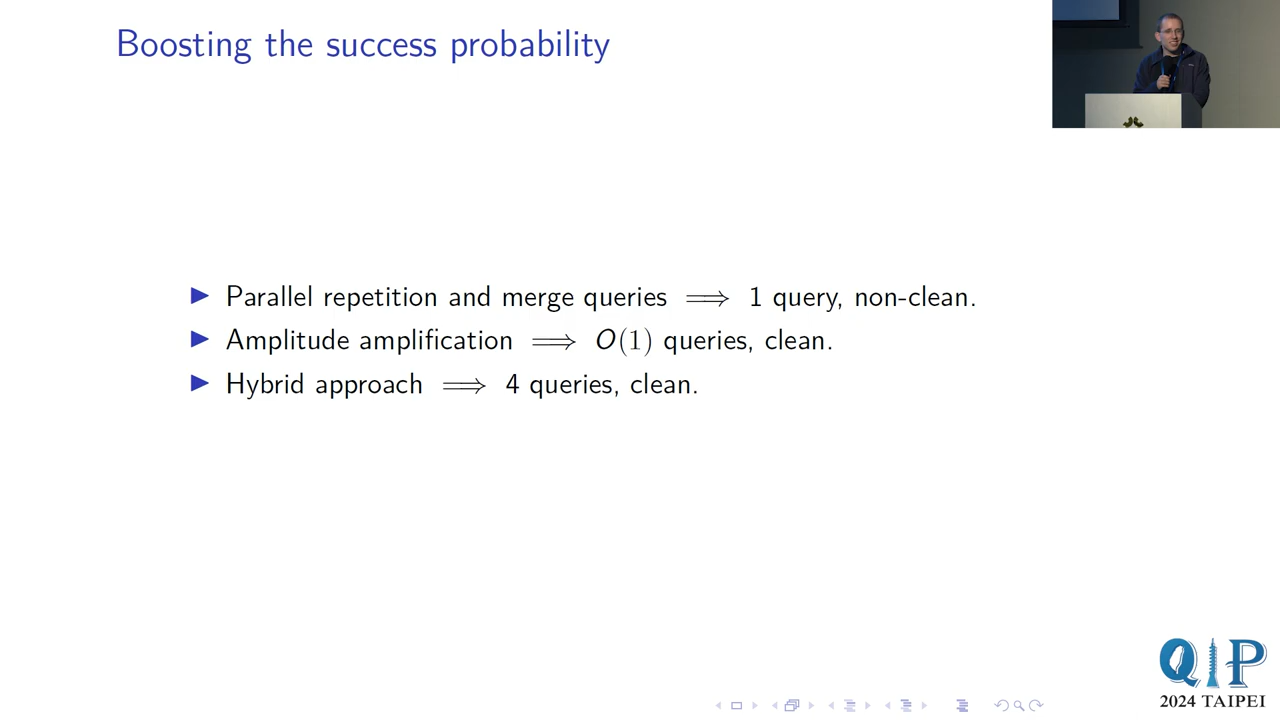 Boosting the success probability
▶ Parallel repetition and merge queries ⟹ 1 query, non-clean.
▶ Amplitude amplification ⟹ O(1) queries, clean.
▶ Hybrid approach ⟹ 4 queries, clean.
QIP
2024 TAIPEI